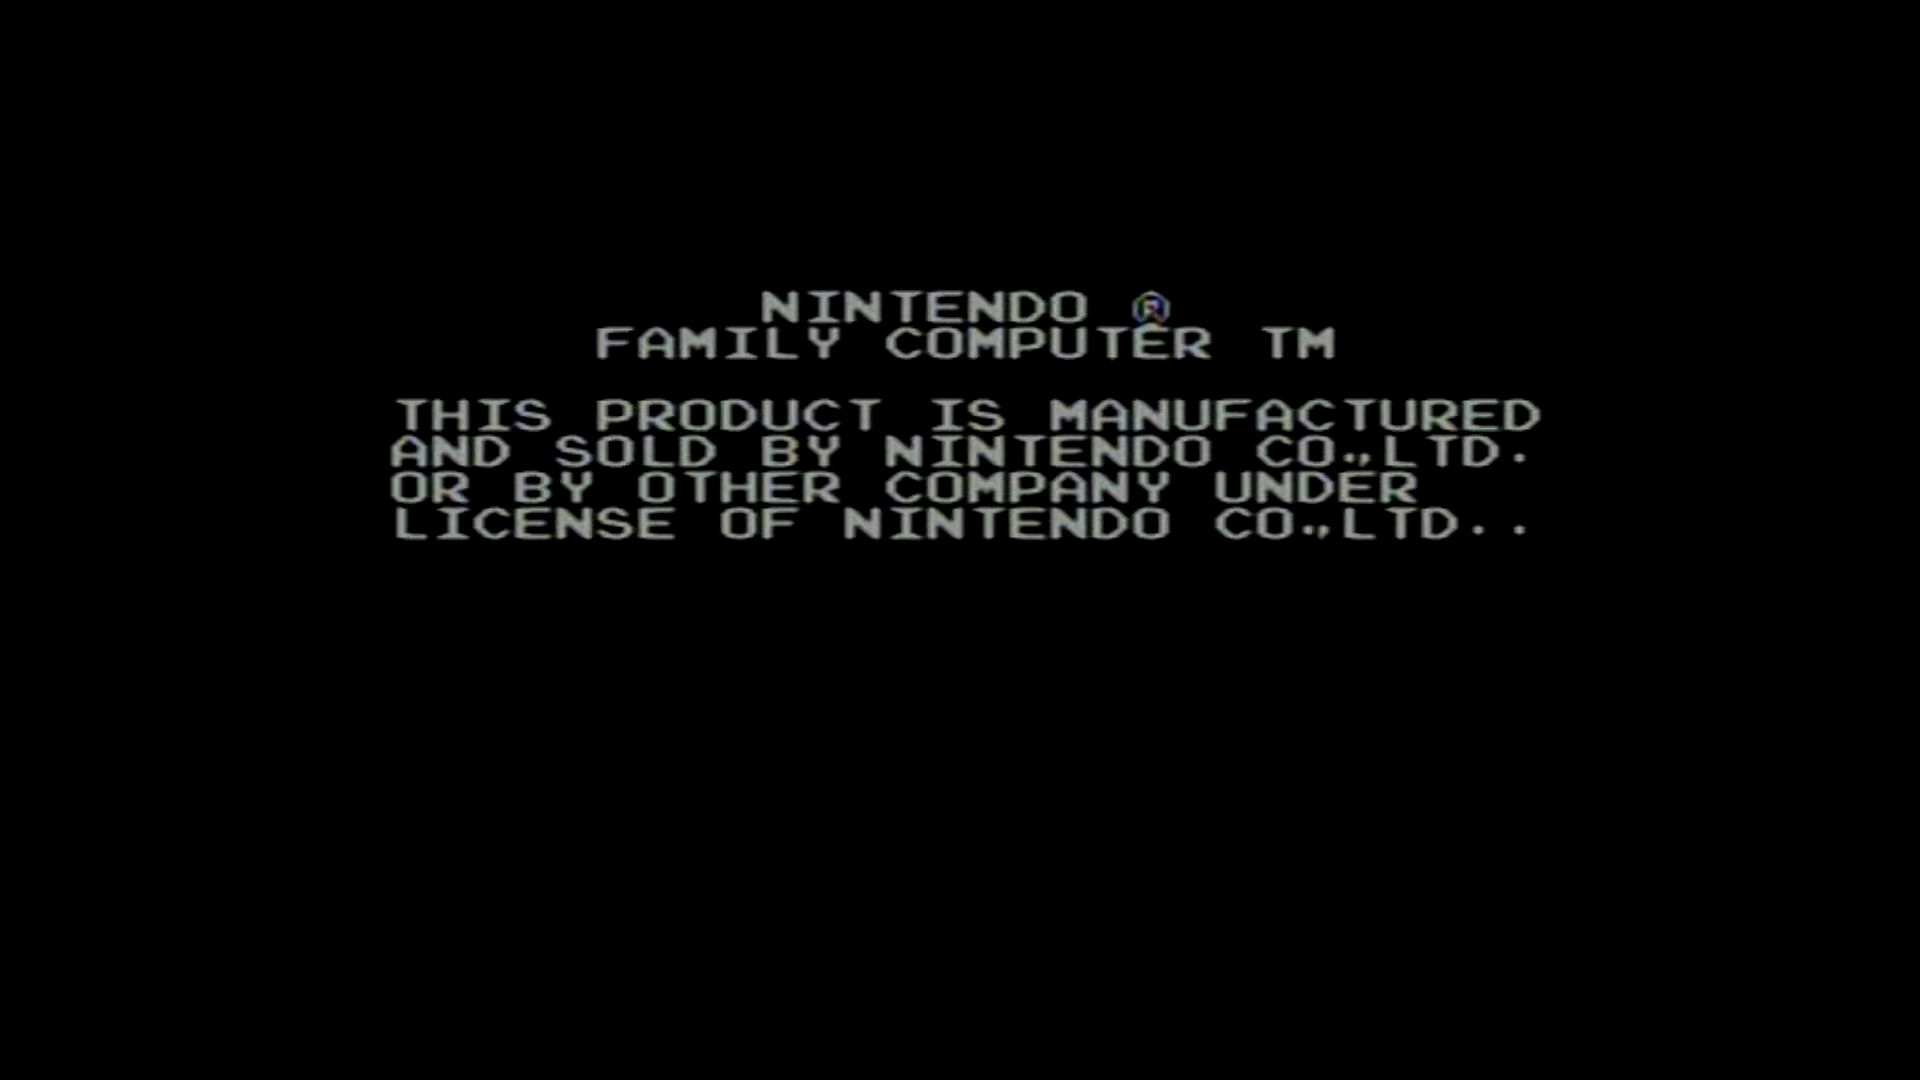 NINTENDO ®
FAMILY COMPUTER TM
THIS PRODUCT IS MANUFACTURED
AND SOLD BY NINTENDO CO.,LTD.
OR BY OTHER COMPANY UNDER
LICENSE OF NINTENDO CO.,LTD..